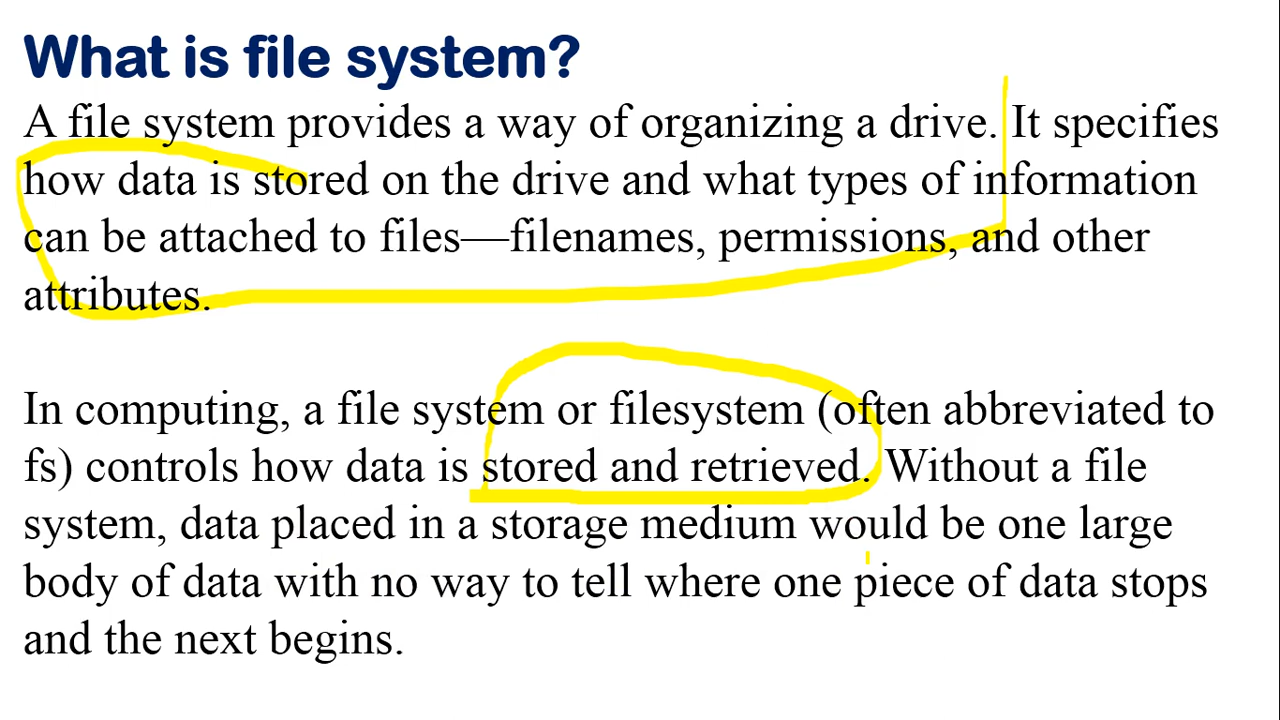 What is file system?
A file system provides a way of organizing a drive. It specifies
how data is stored on the drive and what types of information
can be attached to files—filenames, permissions, and other
attributes.
In computing, a file system or filesystem (often abbreviated to
fs) controls how data is stored and retrieved. Without a file
system, data placed in a storage medium would be one large
body of data with no way to tell where one piece of data stops
and the next begins.